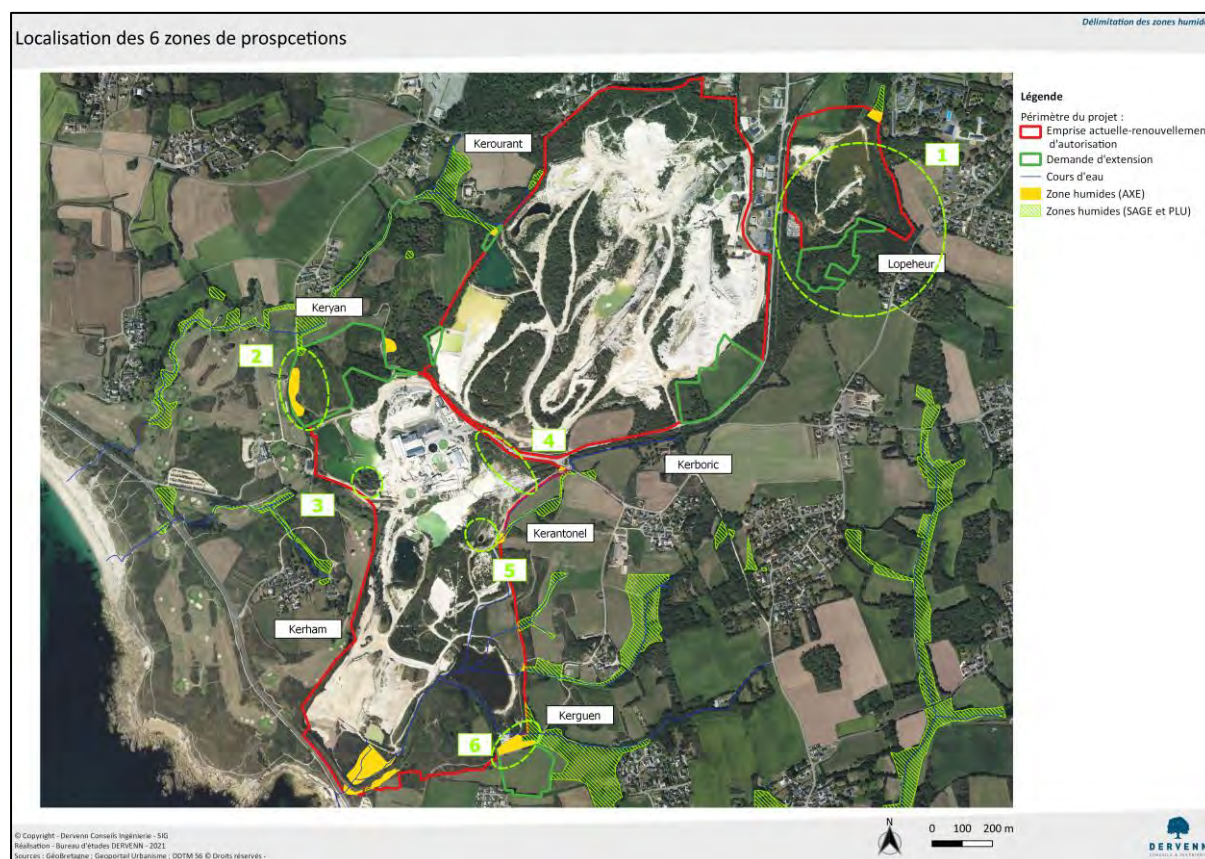 Délimitation des zones humide
Localisation des 6 zones de prospcetions
Légende
Périmètre du projet :
Emprise actuelle-renouvellement
d'autorisation
Demande d'extension
Cours d'eau
Zone humides (AXE)
Zones humides (SAGE et PLU)
Kerourant
1
Lopeheur
Keryan
2
4
Kerboric
3
Kerantonel
5
Kerham
Kerguen
6
© Copyright - Dervenn Conseils Ingénierie - SIG
Réalisation - Bureau d'études DERVENN - 2021
Sources : GéoBretagne ; Geoportail Urbanisme ; DDTM 56 © Droits réservés -
N
0 100 200 m
DERVENN